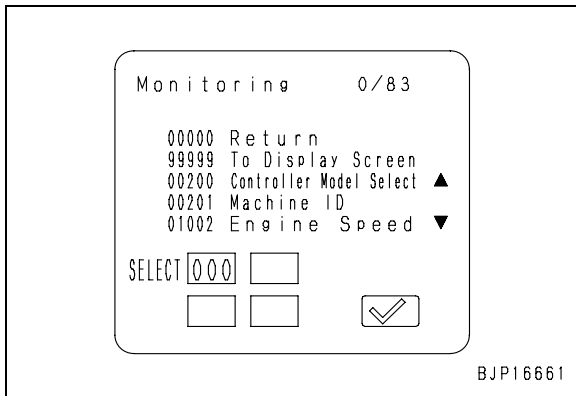 Monitoring 0/83
00000 Return
99999 To Display Screen
00200 Controller Model Select ▲
00201 Machine ID
01002 Engine Speed ▼
SELECT 000
BJP16661